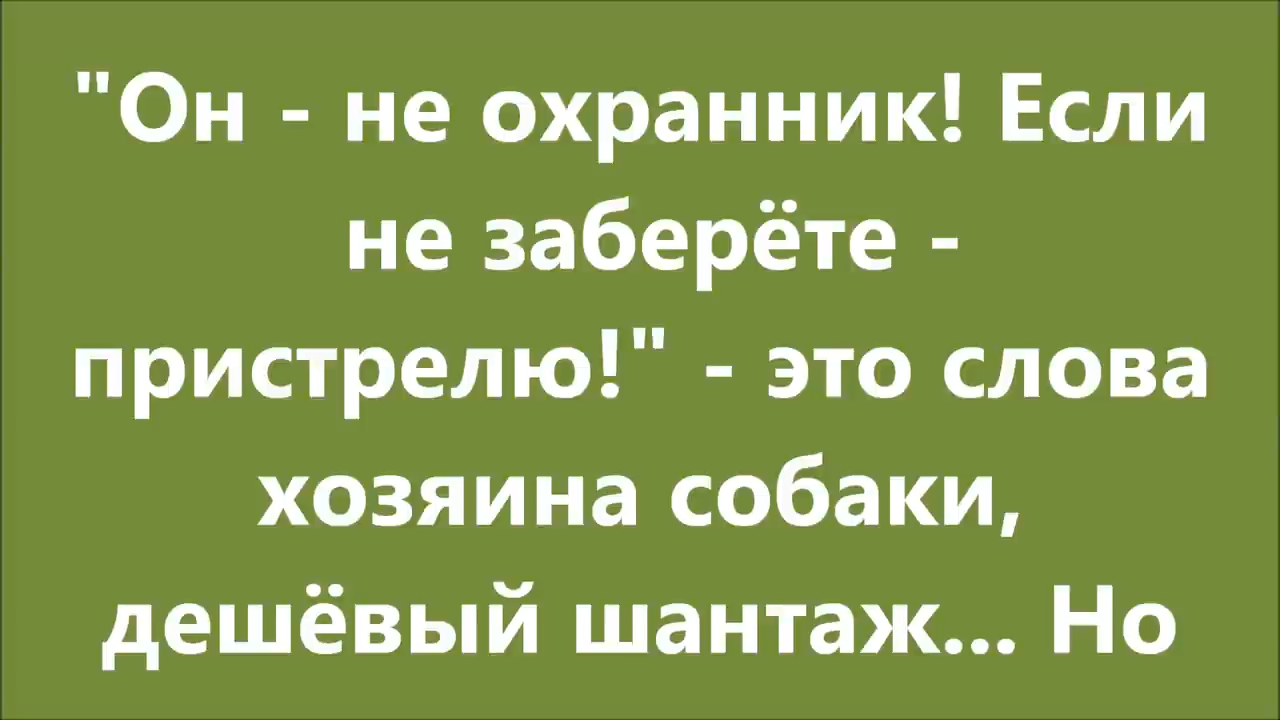 "Он - не охранник! Если
не заберёте -
пристрелю!" - это слова
хозяина собаки,
дешёвый шантаж... Но